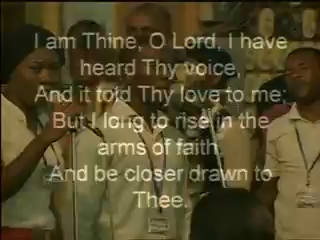 I am Thine, O Lord, I have
heard Thy voice,
And it told Thy love to me;
But I long to rise in the
arms of faith
And be closer drawn to
Thee.